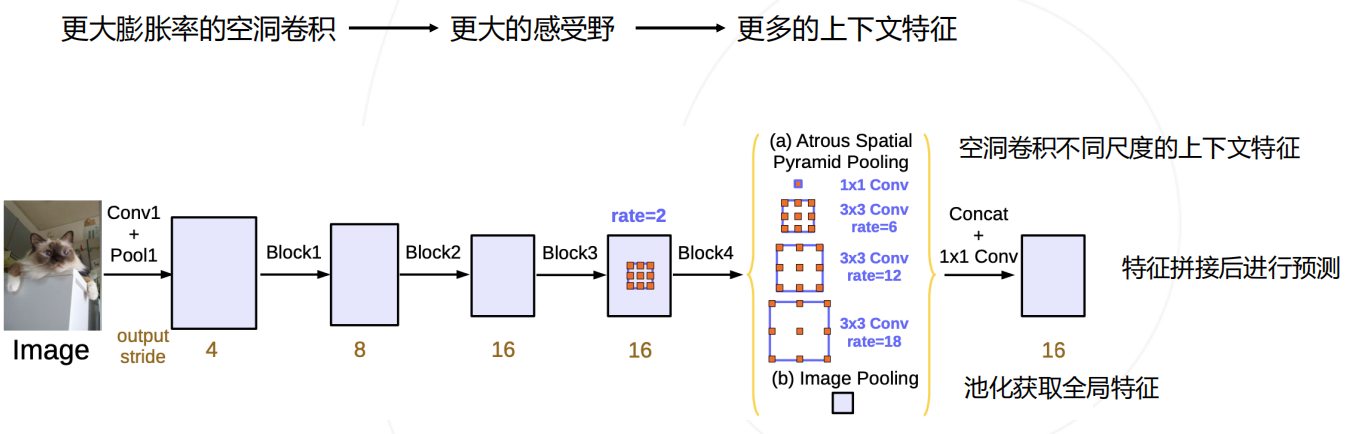 更大膨胀率的空洞卷积
更大的感受野
更多的上下文特征
Image
Conv1
+
Pool1
output
stride
4
Block1
8
Block2
16
Block3
rate=2
16
Block4
(a) Atrous Spatial
Pyramid Pooling
1x1 Conv
3x3 Conv
rate=6
3x3 Conv
rate=12
3x3 Conv
rate=18
(b) Image Pooling
Concat
+
1x1 Conv
16
空洞卷积不同尺度的上下文特征
特征拼接后进行预测
池化获取全局特征